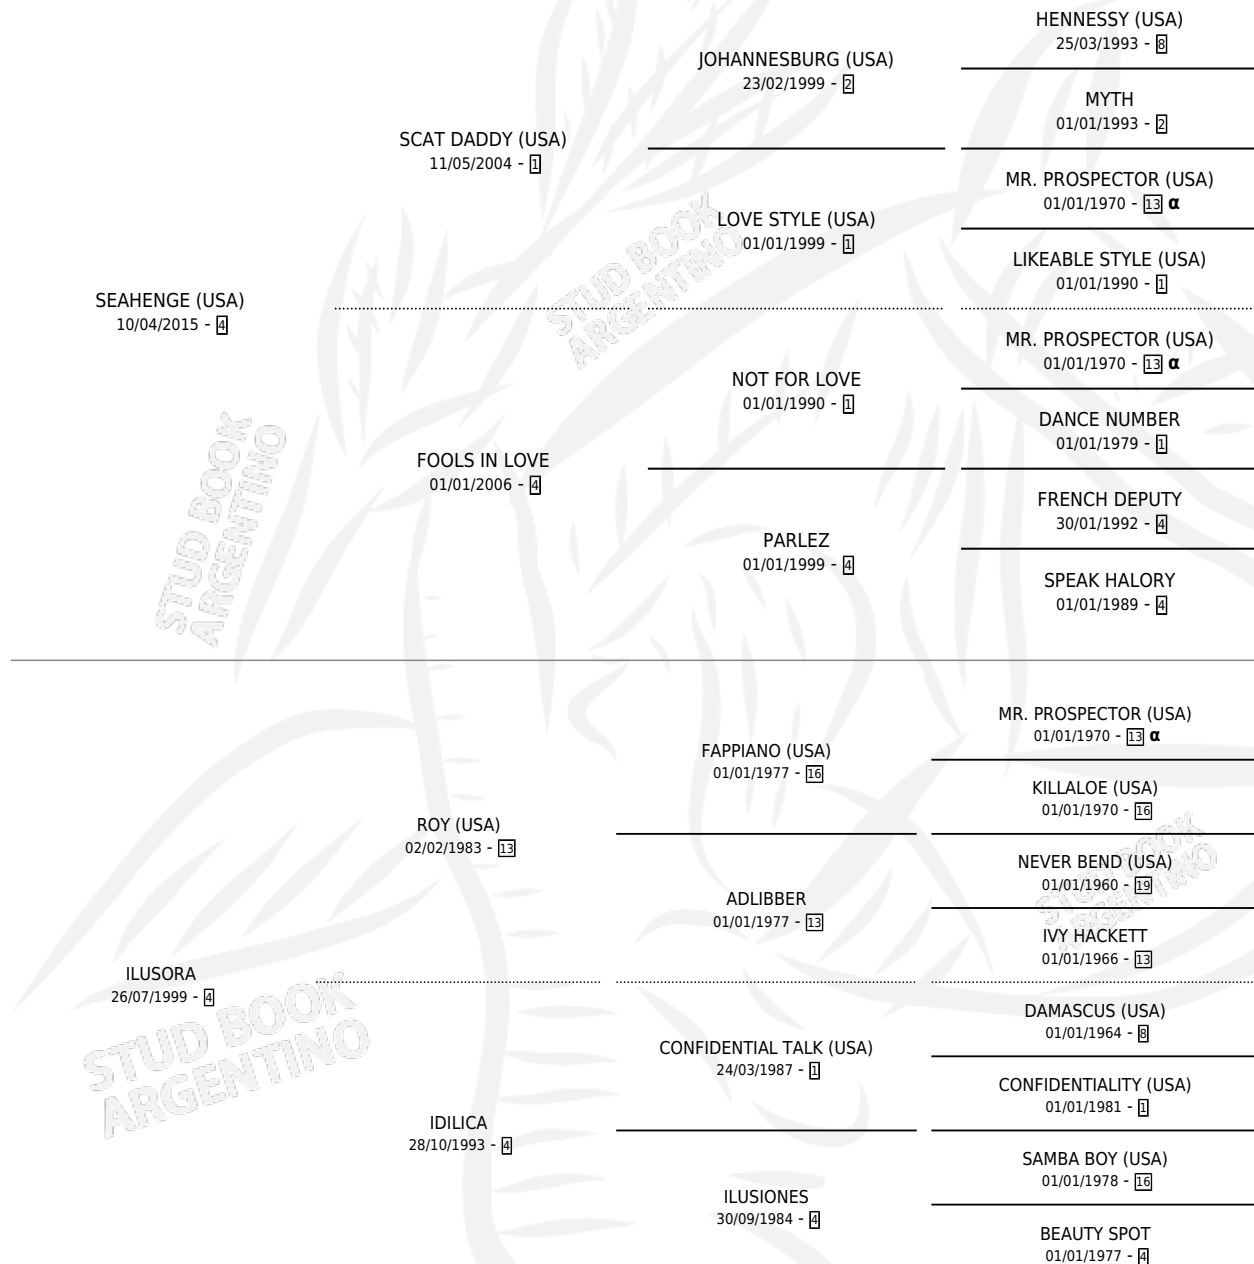 HENNESSY (USA)
25/03/1993 - 8
JOHANNESBURG (USA)
23/02/1999 - 2
MYTH
01/01/1993 - 2
SCAT DADDY (USA)
11/05/2004 - 1
MR. PROSPECTOR (USA)
01/01/1970 - 13 α
LOVE STYLE (USA)
01/01/1999 - 1
LIKEABLE STYLE (USA)
01/01/1990 - 1
SEAHENGE (USA)
10/04/2015 - 4
MR. PROSPECTOR (USA)
01/01/1970 - 13 α
NOT FOR LOVE
01/01/1990 - 1
DANCE NUMBER
01/01/1979 - 1
FOOLS IN LOVE
01/01/2006 - 4
FRENCH DEPUTY
30/01/1992 - 4
PARLEZ
01/01/1999 - 4
SPEAK HALORY
01/01/1989 - 4
STUD BOOK
ARGENTINO
STUD BOOK
ARGENTINO
MR. PROSPECTOR (USA)
01/01/1970 - 13 α
FAPPIANO (USA)
01/01/1977 - 16
KILLALOE (USA)
01/01/1970 - 16
ROY (USA)
02/02/1983 - 13
NEVER BEND (USA)
01/01/1960 - 19
ADLIBBER
01/01/1977 - 13
IVY HACKETT
01/01/1966 - 13
ILUSORA
26/07/1999 - 4
DAMASCUS (USA)
01/01/1964 - 8
CONFIDENTIAL TALK (USA)
24/03/1987 - 1
CONFIDENTIALITY (USA)
01/01/1981 - 1
IDILICA
28/10/1993 - 4
SAMBA BOY (USA)
01/01/1978 - 16
ILUSIONES
30/09/1984 - 4
BEAUTY SPOT
01/01/1977 - 4
STUD BOOK
ARGENTINO
STUD BOOK
ARGENTINO